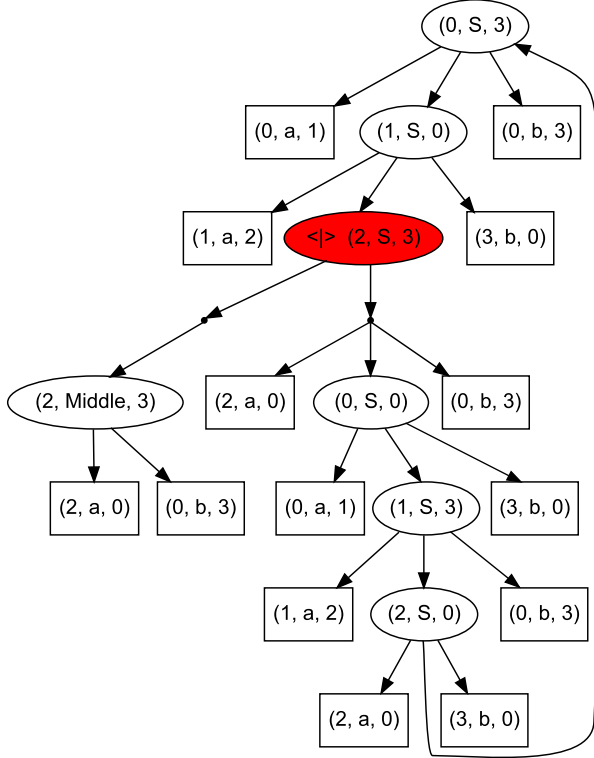 (0, S, 3)
(0, a, 1)
(1, S, 0)
(0, b, 3)
(1, a, 2)
<|> (2, S, 3)
(3, b, 0)
(2, Middle, 3)
(2, a, 0)
(0, S, 0)
(0, b, 3)
(2, a, 0)
(0, b, 3)
(0, a, 1)
(1, S, 3)
(3, b, 0)
(1, a, 2)
(2, S, 0)
(0, b, 3)
(2, a, 0)
(3, b, 0)